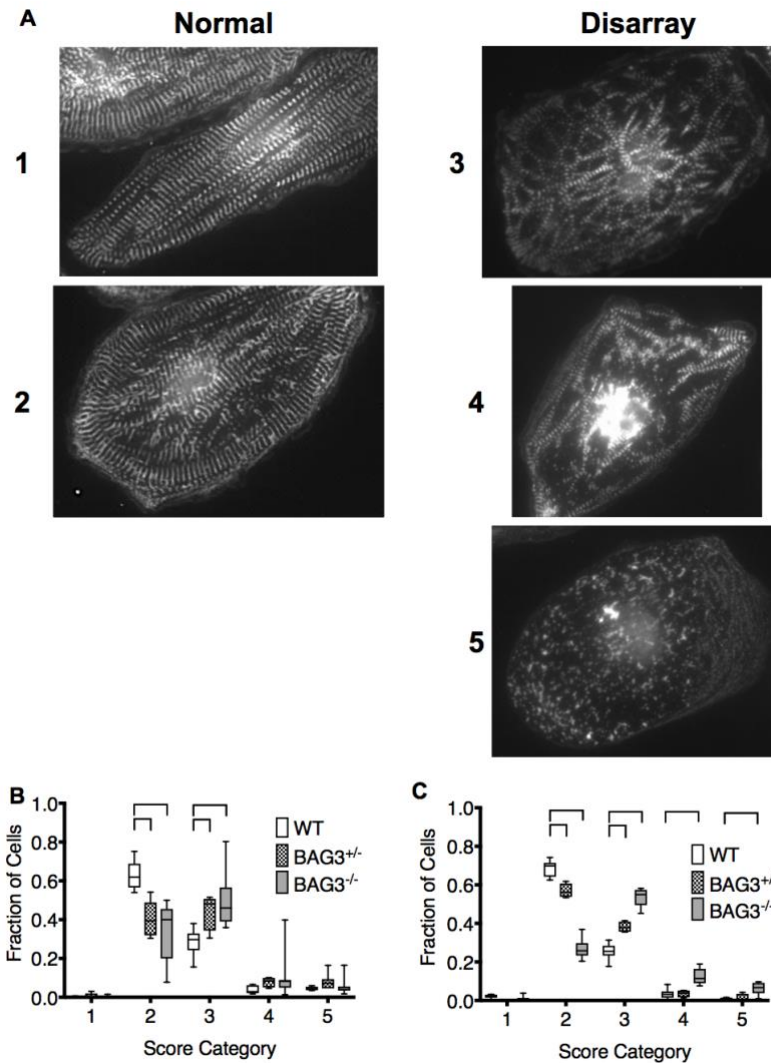 A
Normal
Disarray
1
3
2
4
5
B
Fraction of Cells
1.0
0.8
0.6
0.4
0.2
0.0
WT
BAG3+/-
BAG3-/-
1 2 3 4 5
Score Category
C
Fraction of Cells
1.0
0.8
0.6
0.4
0.2
0.0
WT
BAG3+/
BAG3-/-
1 2 3 4 5
Score Category